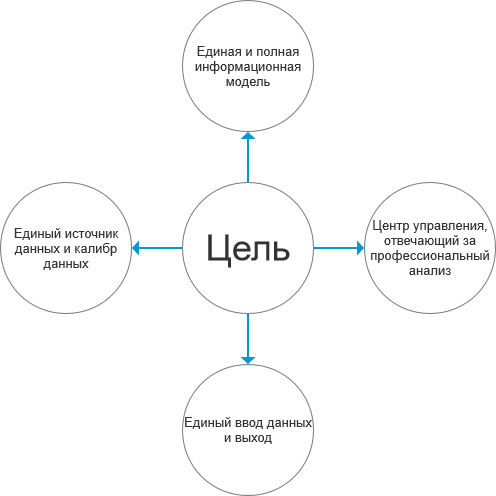 Единая и полная
информационная
модель
Единый источник
данных и калибр
данных
Цель
Центр управления,
отвечающий за
профессиональный
анализ
Единый ввод данных
и выход